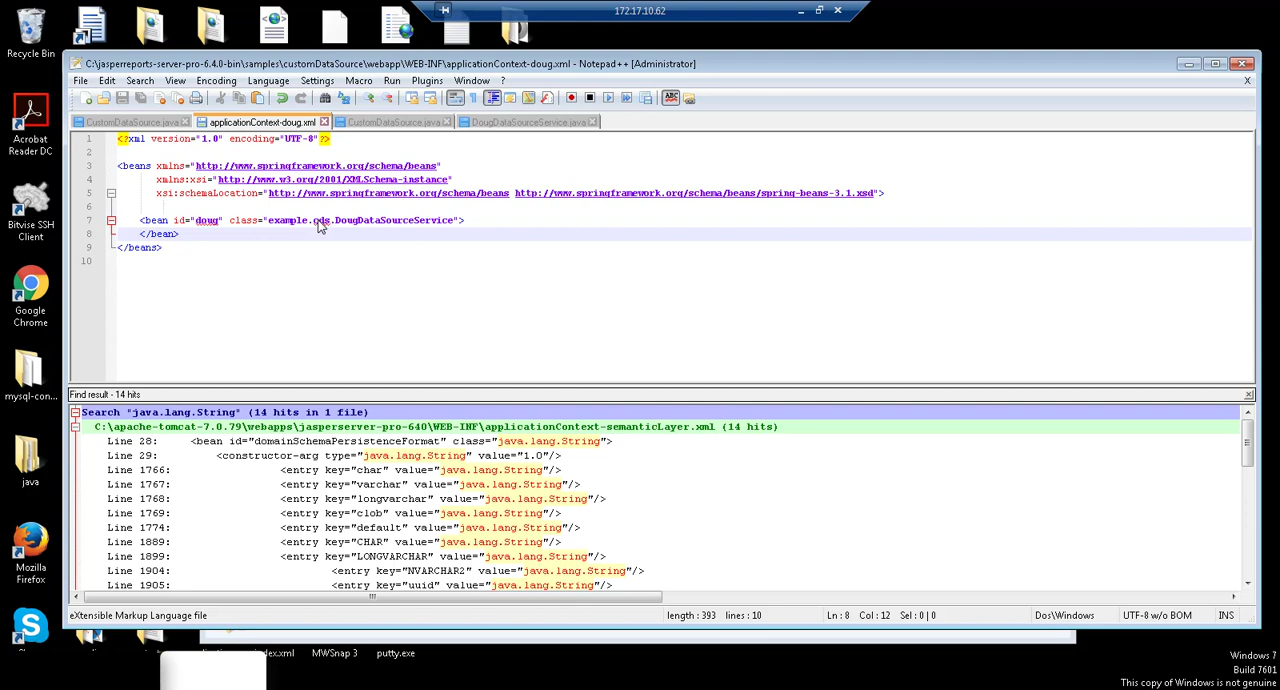 172.17.10.62
Recycle Bin
Acrobat
Reader DC
Bitvise SSH
Client
Google
Chrome
mysql-con...
java
Mozilla
Firefox
C:\jasperreports-server-pro-6.4.0-bin\samples\customDataSource\webapp\WEB-INF\applicationContext-doug.xml - Notepad++ [Administrator]
File Edit Search View Encoding Language Settings Macro Run Plugins Window ? X
CustomDataSource.java applicationContext-doug.xml CustomDataSource.java DougDataSourceService.java
1 <?xml version="1.0" encoding="UTF-8"?>
2
3 <beans xmlns="http://www.springframework.org/schema/beans"
4 xmlns:xsi="http://www.w3.org/2001/XMLSchema-instance"
5 xsi:schemaLocation="http://www.springframework.org/schema/beans http://www.springframework.org/schema/beans/spring-beans-3.1.xsd">
6
7 <bean id="doug" class="example.cds.DougDataSourceService">
8 </bean>
9 </beans>
10
Find result - 14 hits
Search "java.lang.String" (14 hits in 1 file)
C:\apache-tomcat-7.0.79\webapps\jasperserver-pro-640\WEB-INF\applicationContext-semanticLayer.xml (14 hits)
Line 28: <bean id="domainSchemaPersistenceFormat" class="java.lang.String">
Line 29: <constructor-arg type="java.lang.String" value="1.0"/>
Line 1766: <entry key="char" value="java.lang.String"/>
Line 1767: <entry key="varchar" value="java.lang.String"/>
Line 1768: <entry key="longvarchar" value="java.lang.String"/>
Line 1769: <entry key="clob" value="java.lang.String"/>
Line 1774: <entry key="default" value="java.lang.String"/>
Line 1889: <entry key="CHAR" value="java.lang.String"/>
Line 1899: <entry key="LONGVARCHAR" value="java.lang.String"/>
Line 1904: <entry key="NVARCHAR2" value="java.lang.String"/>
Line 1905: <entry key="uuid" value="java.lang.String"/>
eXtensible Markup Language file length : 393 lines : 10 Ln : 8 Col : 12 Sel : 0 | 0 Dos\Windows UTF-8 w/o BOM INS
MWSnap 3 putty.exe
Windows 7
Build 7601
This copy of Windows is not genuine